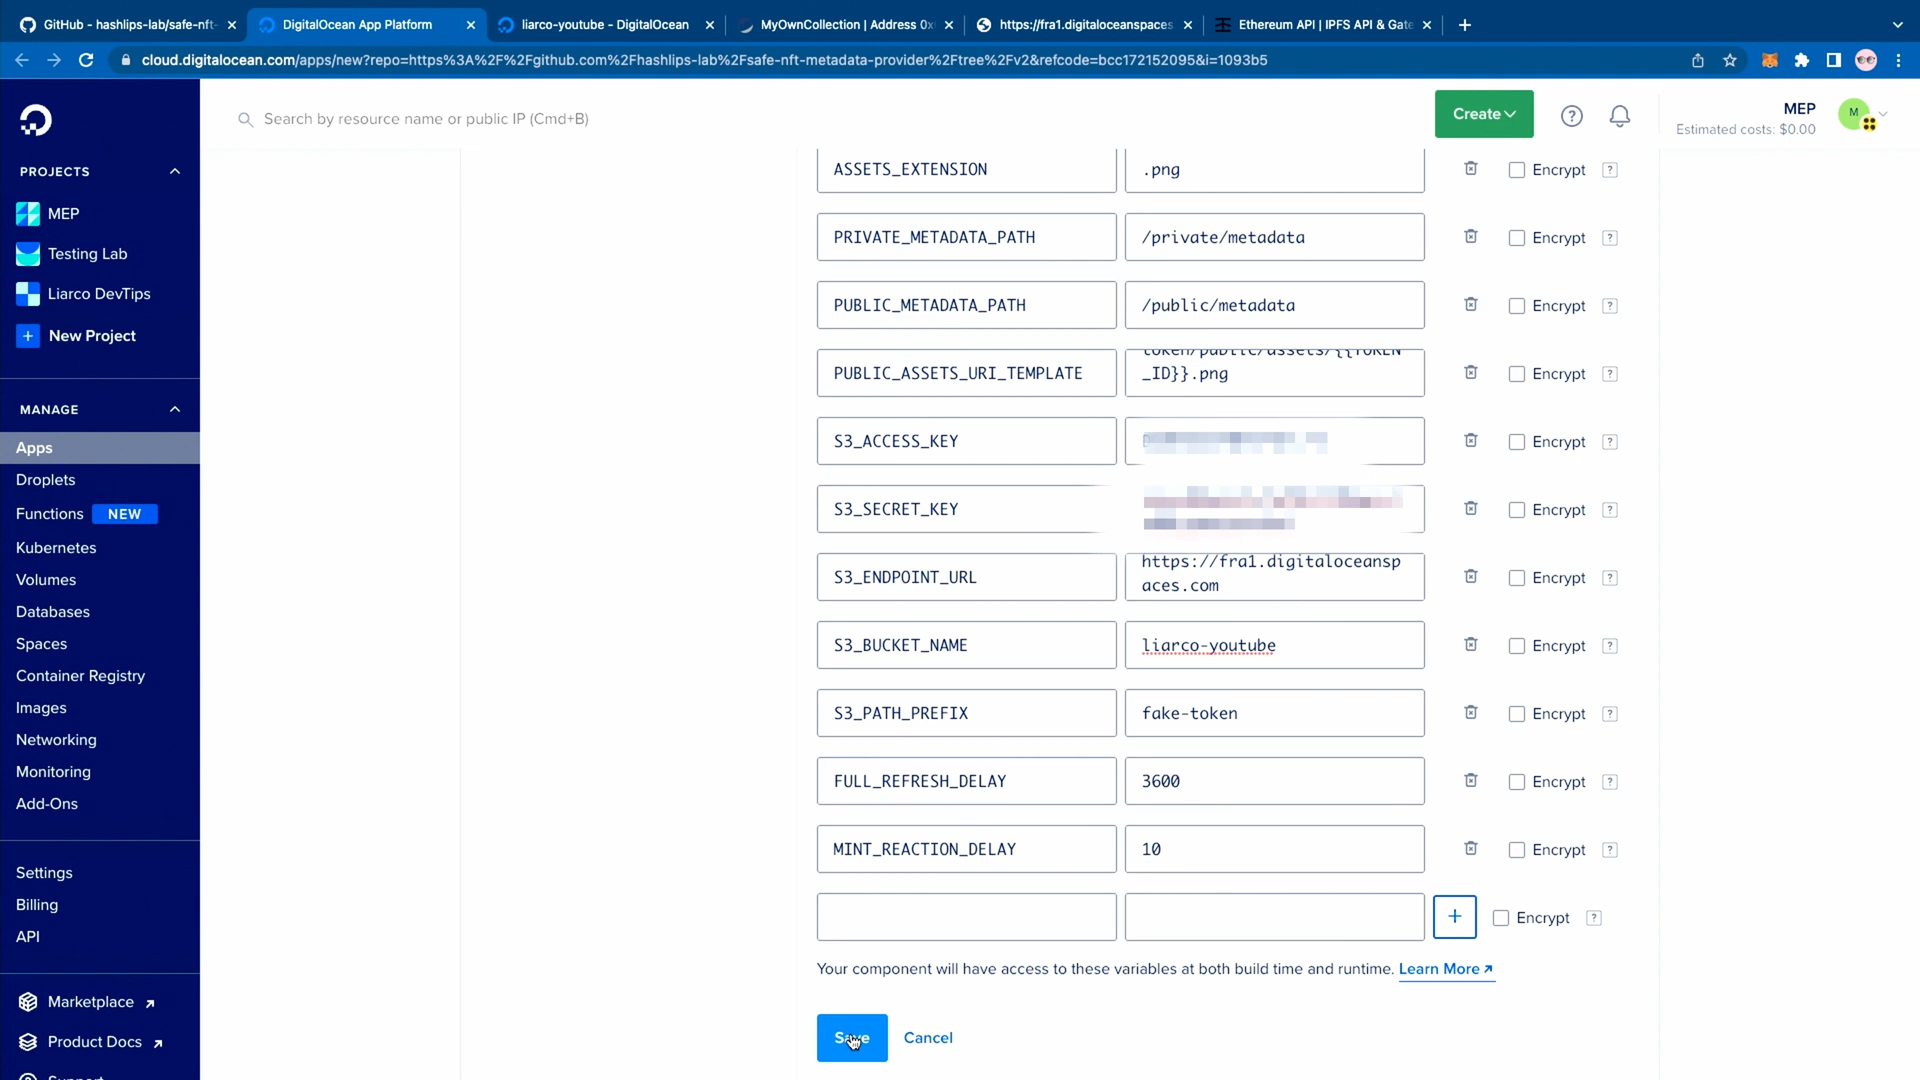 GitHub - hashlips-lab/safe-nft-
DigitalOcean App Platform
liarco-youtube - DigitalOcean
MyOwnCollection | Address 0x
https://fra1.digitaloceanspaces
Ethereum API | IPFS API & Gate
cloud.digitalocean.com/apps/new?repo=https%3A%2F%2Fgithub.com%2Fhashlips-lab%2Fsafe-nft-metadata-provider%2Ftree%2Fv2&refcode=bcc172152095&i=1093b5
Search by resource name or public IP (Cmd+B)
Create
?
MEP
Estimated costs: $0.00
M
PROJECTS
MEP
Testing Lab
Liarco DevTips
+ New Project
MANAGE
Apps
Droplets
Functions NEW
Kubernetes
Volumes
Databases
Spaces
Container Registry
Images
Networking
Monitoring
Add-Ons
Settings
Billing
API
Marketplace
Product Docs
Support
ASSETS_EXTENSION .png Encrypt ?
PRIVATE_METADATA_PATH /private/metadata Encrypt ?
PUBLIC_METADATA_PATH /public/metadata Encrypt ?
token/public/assets/{{TOKEN
PUBLIC_ASSETS_URI_TEMPLATE _ID}}.png Encrypt ?
S3_ACCESS_KEY Encrypt ?
S3_SECRET_KEY Encrypt ?
https://fra1.digitaloceansp
S3_ENDPOINT_URL aces.com Encrypt ?
S3_BUCKET_NAME liarco-youtube Encrypt ?
S3_PATH_PREFIX fake-token Encrypt ?
FULL_REFRESH_DELAY 3600 Encrypt ?
MINT_REACTION_DELAY 10 Encrypt ?
+ Encrypt ?
Your component will have access to these variables at both build time and runtime. Learn More
Save Cancel